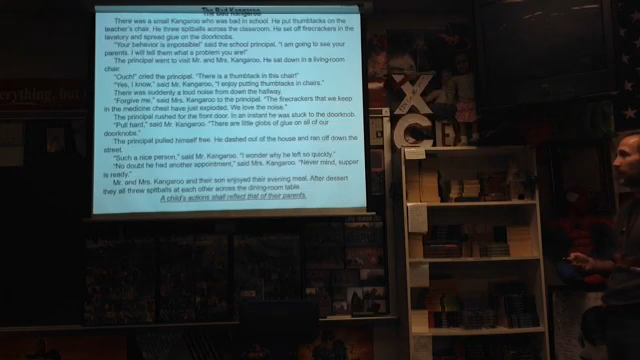 The Bad Kangaroo
There was a small Kangaroo who was bad in school. He put thumbtacks on the
teacher's chair. He threw spitballs across the classroom. He set off firecrackers in the
lavatory and spread glue on the doorknobs.
"Your behavior is impossible!" said the school principal. "I am going to see your
parents. I will tell them what a problem you are!"
The principal went to visit Mr. and Mrs. Kangaroo. He sat down in a living-room
chair.
"Ouch!" cried the principal. "There is a thumbtack in this chair!"
"Yes, I know," said Mr. Kangaroo, "I enjoy putting thumbtacks in chairs."
There was suddenly a loud noise from down the hallway.
"Forgive me," said Mrs. Kangaroo to the principal. "The firecrackers that we keep
in the medicine chest have just exploded. We love the noise."
The principal rushed for the front door. In an instant he was stuck to the doorknob.
"Pull hard," said Mr. Kangaroo. "There are little globs of glue on all of our
doorknobs."
The principal pulled himself free. He dashed out of the house and ran off down the
street.
"Such a nice person," said Mr. Kangaroo. "I wonder why he left so quickly."
"No doubt he had another appointment," said Mrs. Kangaroo. "Never mind, supper
is ready."
Mr. and Mrs. Kangaroo and their son enjoyed their evening meal. After dessert
they all threw spitballs at each other across the dining-room table.
A child's actions shall reflect that of their parents.
erything, but
X
C